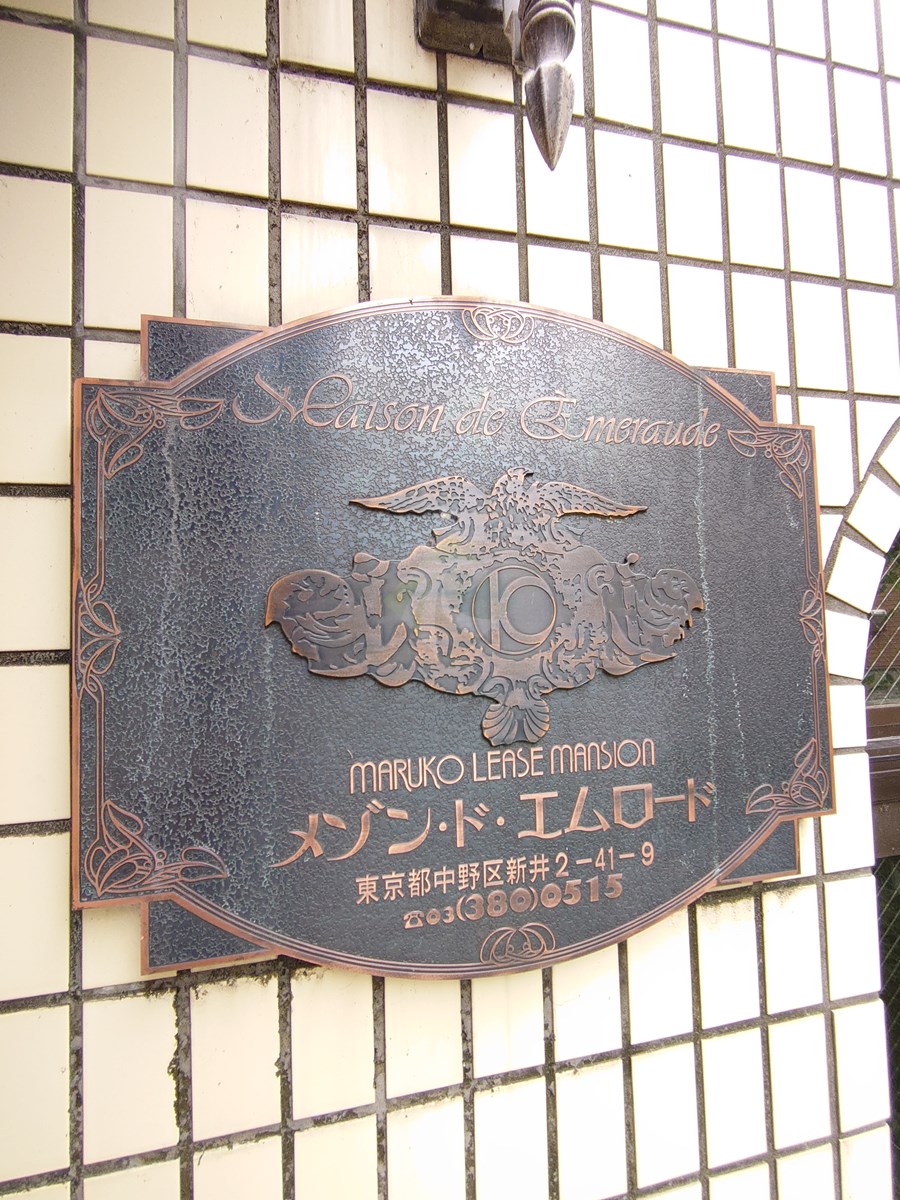 Maison de Emeraude
MARUKO LEASE MANSION
メゾン・ド・エムロード
東京都中野区新井2-41-9
☎03(380)0515